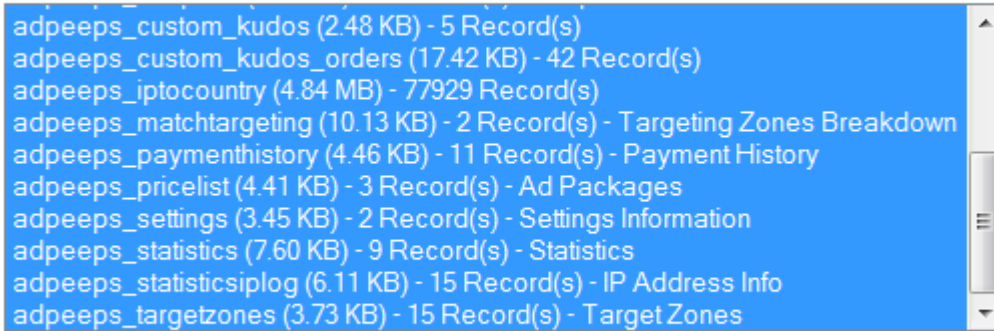 adpeeps_custom_kudos (2.48 KB) - 5 Record(s)
adpeeps_custom_kudos_orders (17.42 KB) - 42 Record(s)
adpeeps_iptocountry (4.84 MB) - 77929 Record(s)
adpeeps_matchtargeting (10.13 KB) - 2 Record(s) - Targeting Zones Breakdown
adpeeps_paymenthistory (4.46 KB) - 11 Record(s) - Payment History
adpeeps_pricelist (4.41 KB) - 3 Record(s) - Ad Packages
adpeeps_settings (3.45 KB) - 2 Record(s) - Settings Information
adpeeps_statistics (7.60 KB) - 9 Record(s) - Statistics
adpeeps_statisticsiplog (6.11 KB) - 15 Record(s) - IP Address Info
adpeeps_targetzones (3.73 KB) - 15 Record(s) - Target Zones